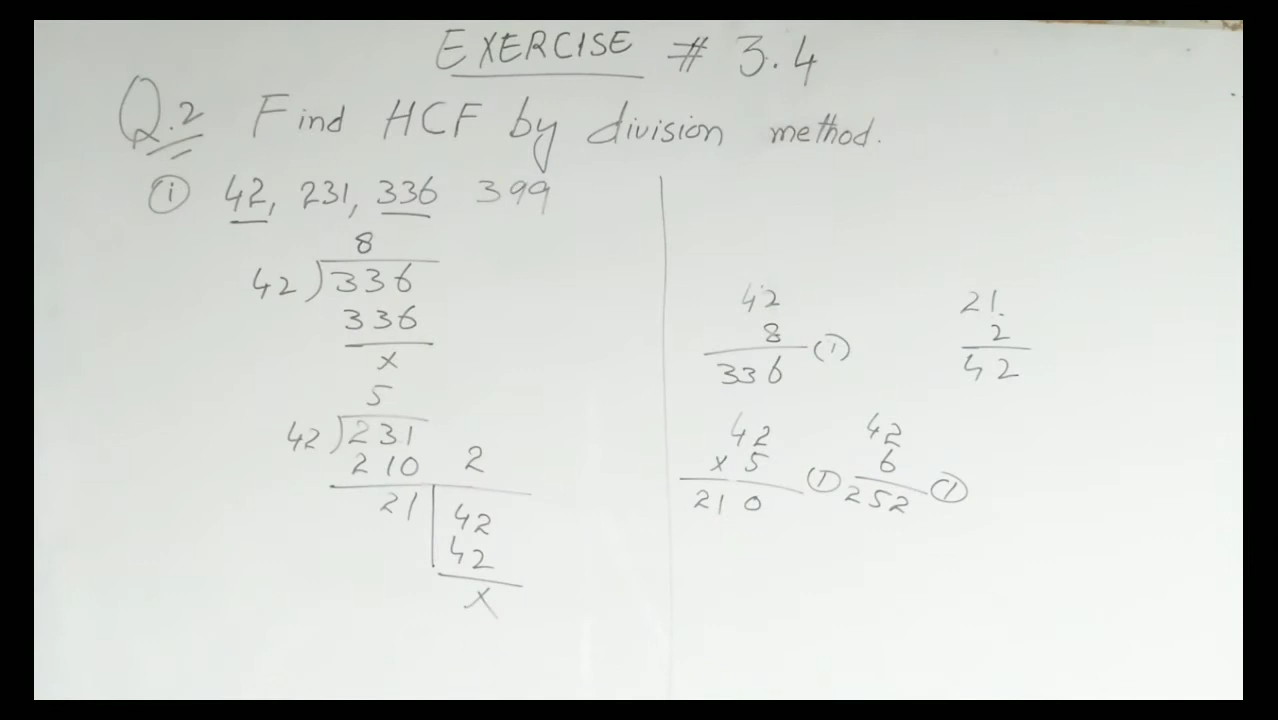 EXERCISE # 3.4
Q.2 Find HCF by division method.
(i) 42, 231, 336 399
8
42 ) 336
336
x
5
42 ) 231
210 2
21 | 42
42
x
42
8 (1)
336
21.
2
42
42
x 5 (1)
210
42
6 (1)
252